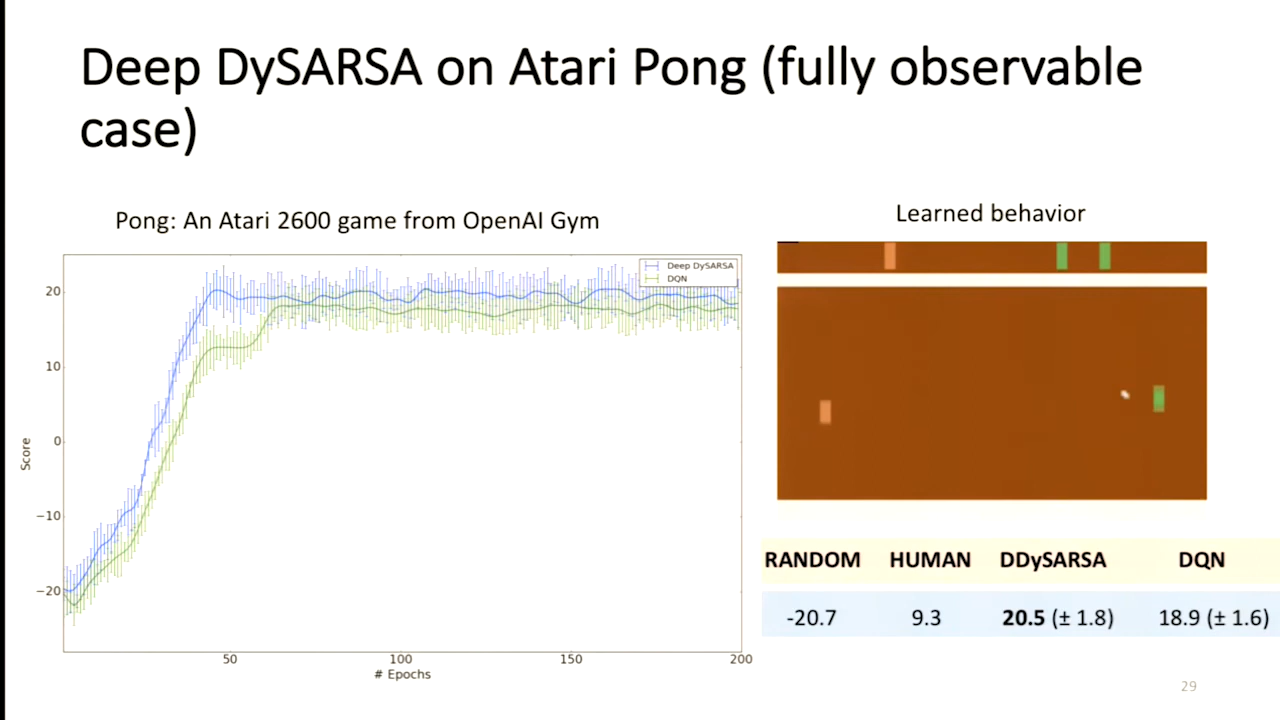 Deep DySARSA on Atari Pong (fully observable
case)
Pong: An Atari 2600 game from OpenAI Gym
Learned behavior
Deep DySARSA
DQN
20
10
0
−10
−20
Score
50
100
150
200
# Epochs
RANDOM HUMAN DDySARSA DQN
-20.7 9.3 20.5 (± 1.8) 18.9 (± 1.6)
29